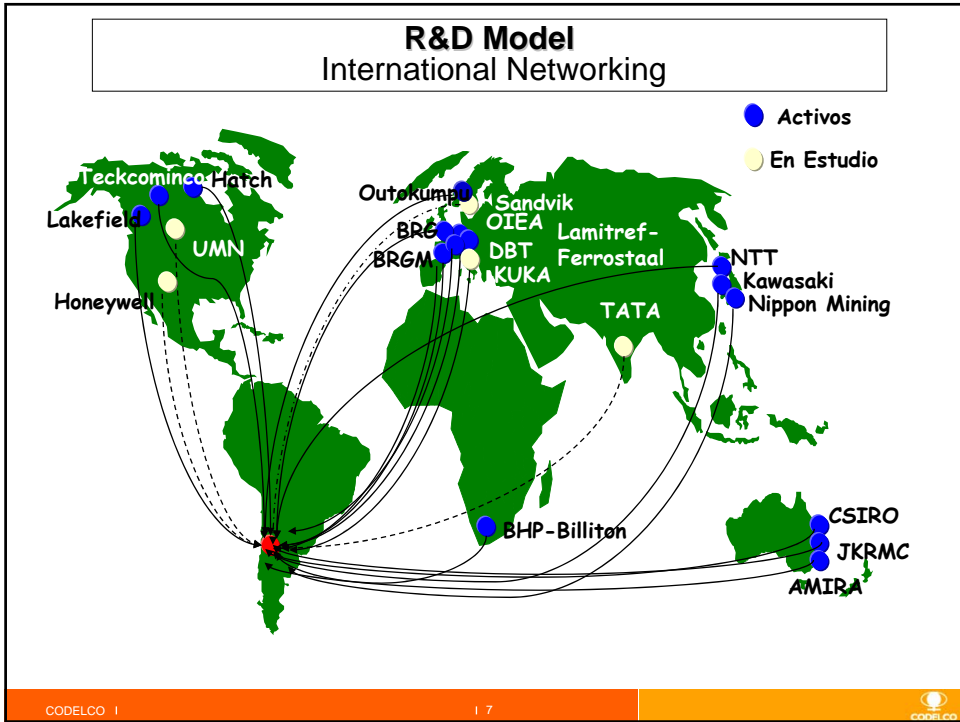 R&D Model
International Networking
Activos
En Estudio
Teckcominco
Hatch
Lakefield
UMN
Honeywell
Outokumpu
Sandvik
OIEA
BRG
DBT
BRGM
KUKA
Lamitref-
Ferrostaal
TATA
NTT
Kawasaki
Nippon Mining
BHP-Billiton
CSIRO
JKRMC
AMIRA
CODELCO I
I 7
CODELCO